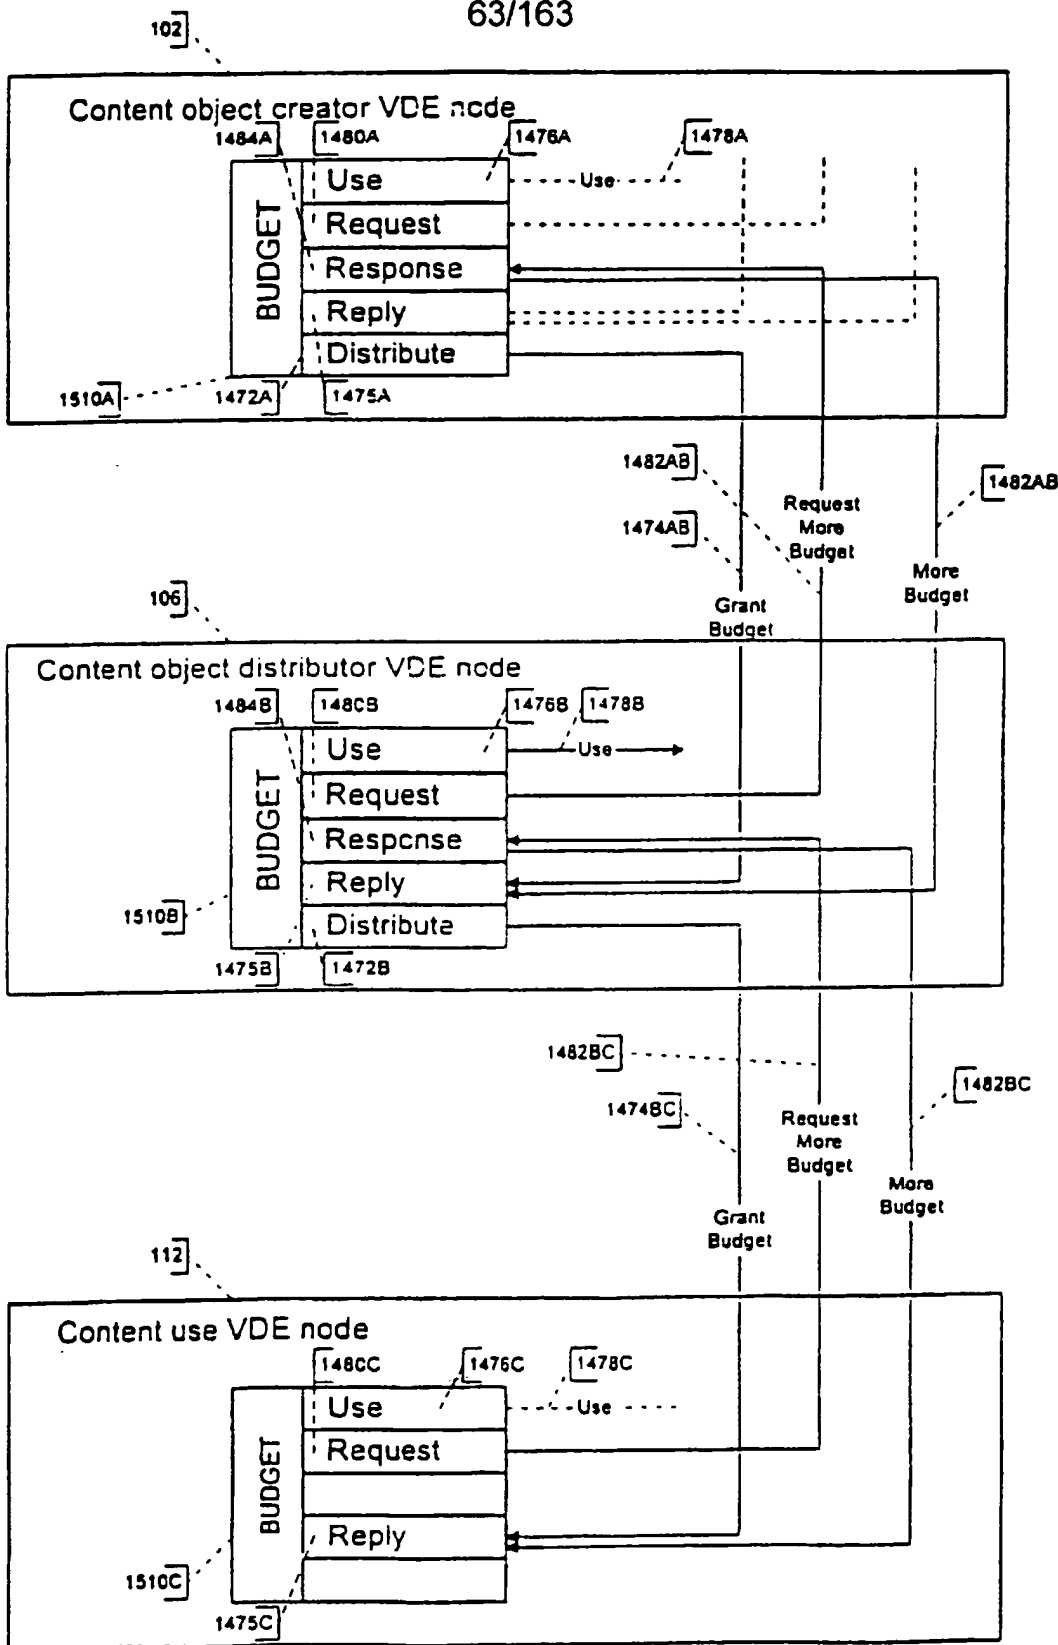 63/163
102
Content object creator VDE node
1484A
1480A
1476A
1478A
BUDGET
Use
Use
Request
Response
Reply
Distribute
1510A
1472A
1475A
1482AB
1482AB
1474AB
Request
More
Budget
More
Budget
Grant
Budget
106
Content object distributor VDE node
1484B
1480B
1476B
1478B
BUDGET
Use
Use
Request
Response
Reply
Distribute
1510B
1475B
1472B
1482BC
1482BC
1474BC
Request
More
Budget
More
Budget
Grant
Budget
112
Content use VDE node
1480C
1476C
1478C
BUDGET
Use
Use
Request
Reply
1510C
1475C